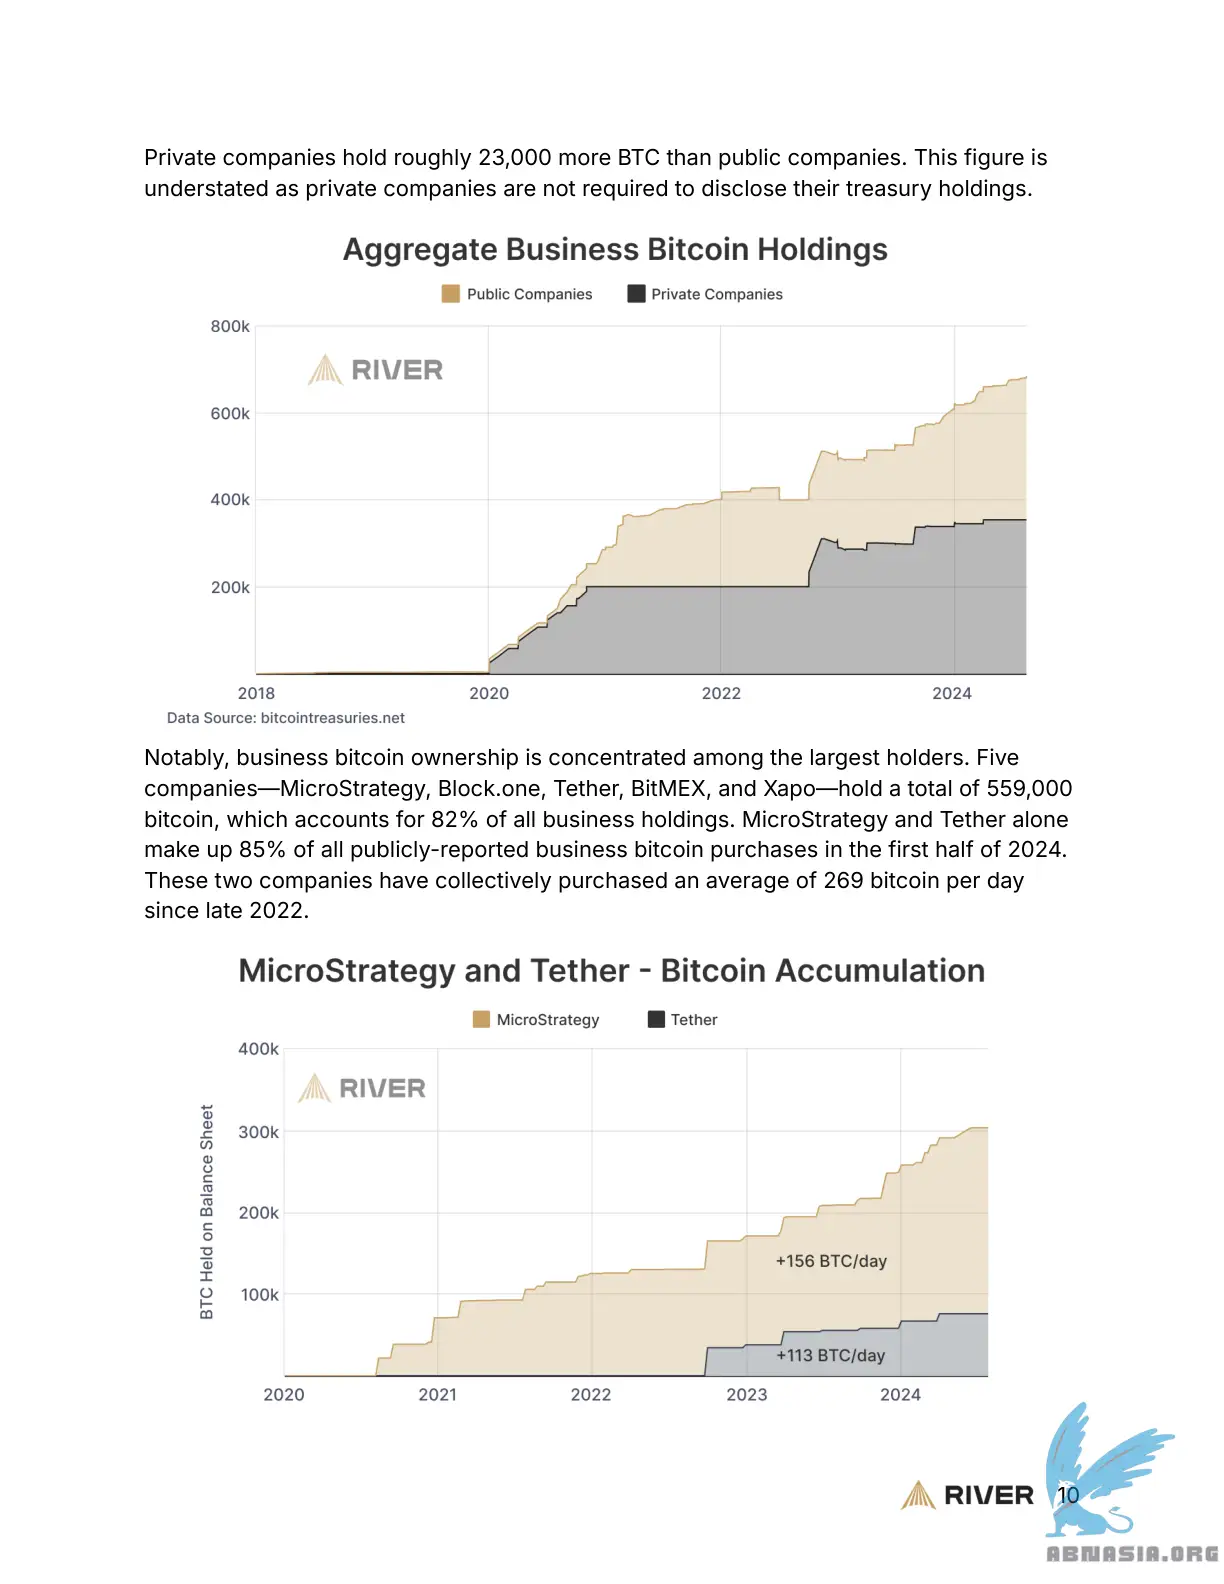 Private companies hold roughly 23,000 more BTC than public companies. This figure is
understated as private companies are not required to disclose their treasury holdings.
Aggregate Business Bitcoin Holdings
Public Companies Private Companies
RIVER
800k
600k
400k
200k
2018 2020 2022 2024
Data Source: bitcointreasuries.net
Notably, business bitcoin ownership is concentrated among the largest holders. Five
companies—MicroStrategy, Block.one, Tether, BitMEX, and Xapo—hold a total of 559,000
bitcoin, which accounts for 82% of all business holdings. MicroStrategy and Tether alone
make up 85% of all publicly-reported business bitcoin purchases in the first half of 2024.
These two companies have collectively purchased an average of 269 bitcoin per day
since late 2022.
MicroStrategy and Tether - Bitcoin Accumulation
MicroStrategy Tether
RIVER
BTC Held on Balance Sheet
400k
300k
200k
100k
+156 BTC/day
+113 BTC/day
2020 2021 2022 2023 2024
RIVER 10
ABNASIA.ORG